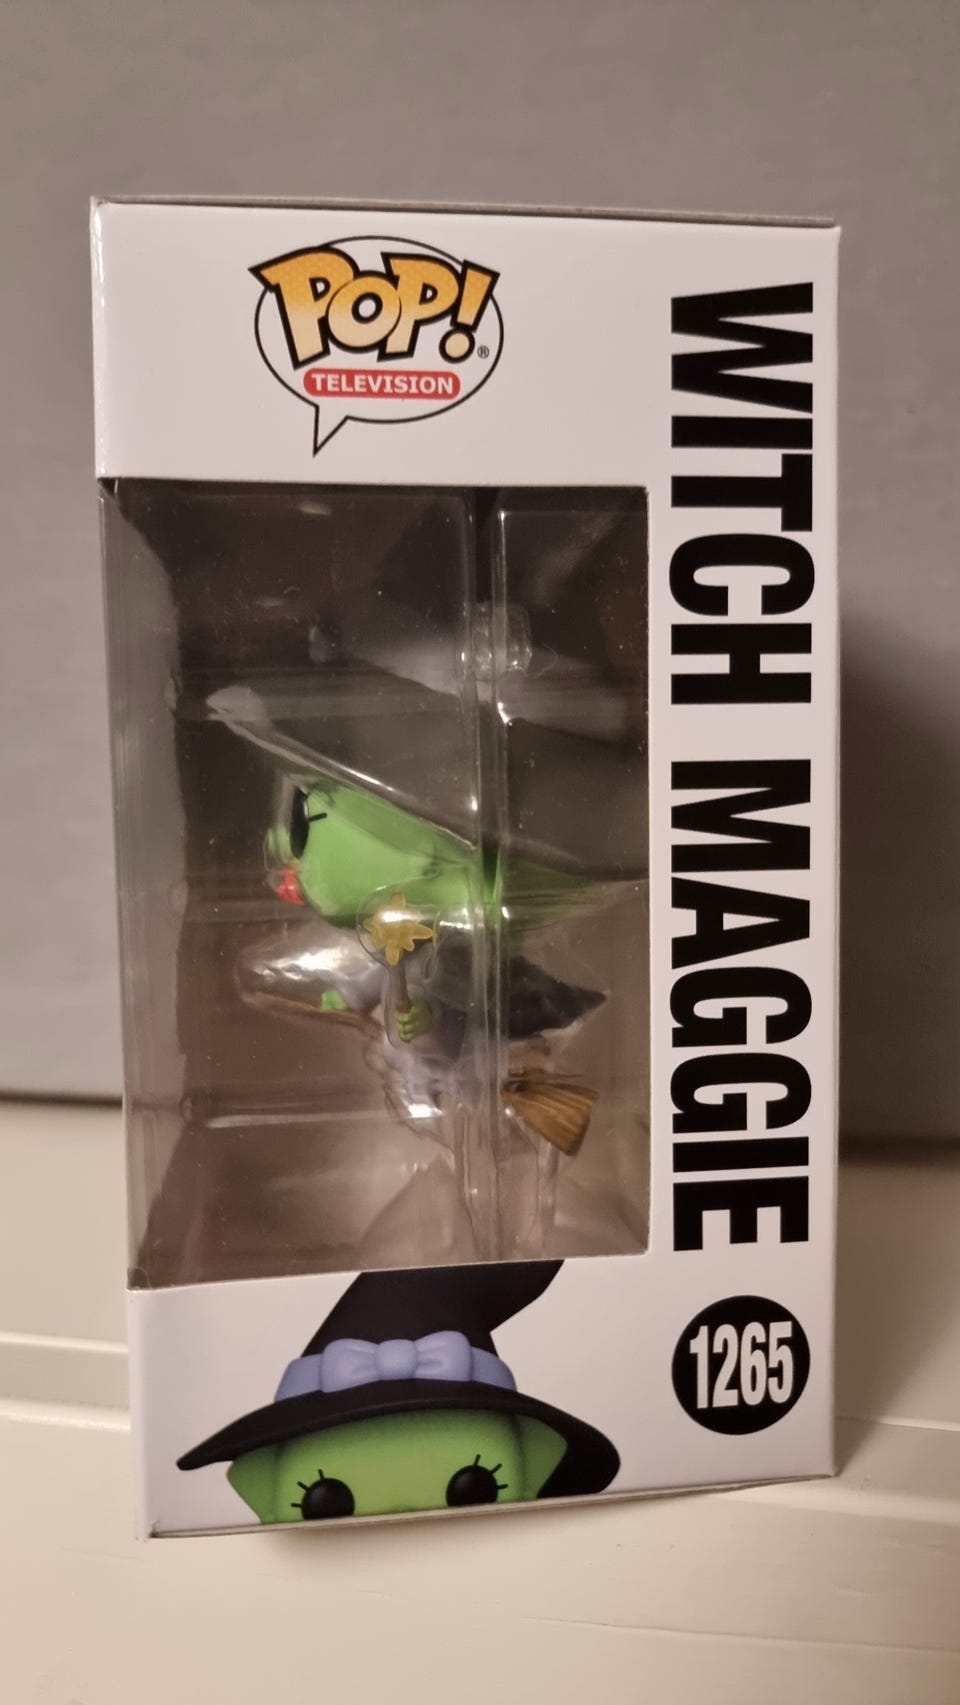 POP!®
TELEVISION
WITCH MAGGIE
1265